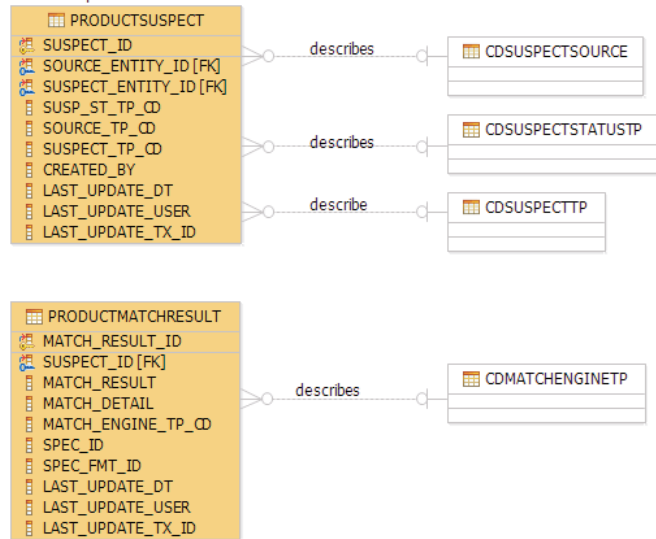 PRODUCTSUSPECT
SUSPECT_ID
SOURCE_ENTITY_ID [FK]
SUSPECT_ENTITY_ID [FK]
SUSP_ST_TP_CD
SOURCE_TP_CD
SUSPECT_TP_CD
CREATED_BY
LAST_UPDATE_DT
LAST_UPDATE_USER
LAST_UPDATE_TX_ID
describes
CDSUSPECTSOURCE
describes
CDSUSPECTSTATUSTP
describe
CDSUSPECTTP
PRODUCTMATCHRESULT
MATCH_RESULT_ID
SUSPECT_ID [FK]
MATCH_RESULT
MATCH_DETAIL
MATCH_ENGINE_TP_CD
SPEC_ID
SPEC_FMT_ID
LAST_UPDATE_DT
LAST_UPDATE_USER
LAST_UPDATE_TX_ID
describes
CDMATCHENGINETP